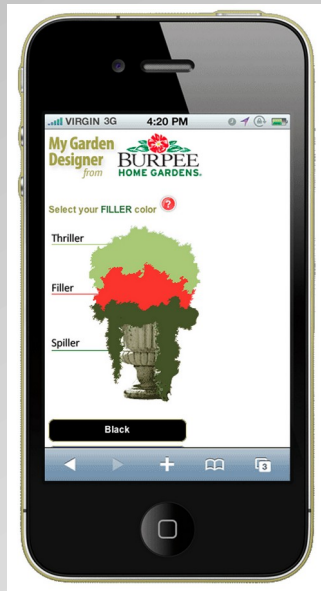 VIRGIN 3G 4:20 PM
My Garden
Designer
from
BURPEE
HOME GARDENS.
Select your FILLER color ?
Thriller
Filler
Spiller
Black
3